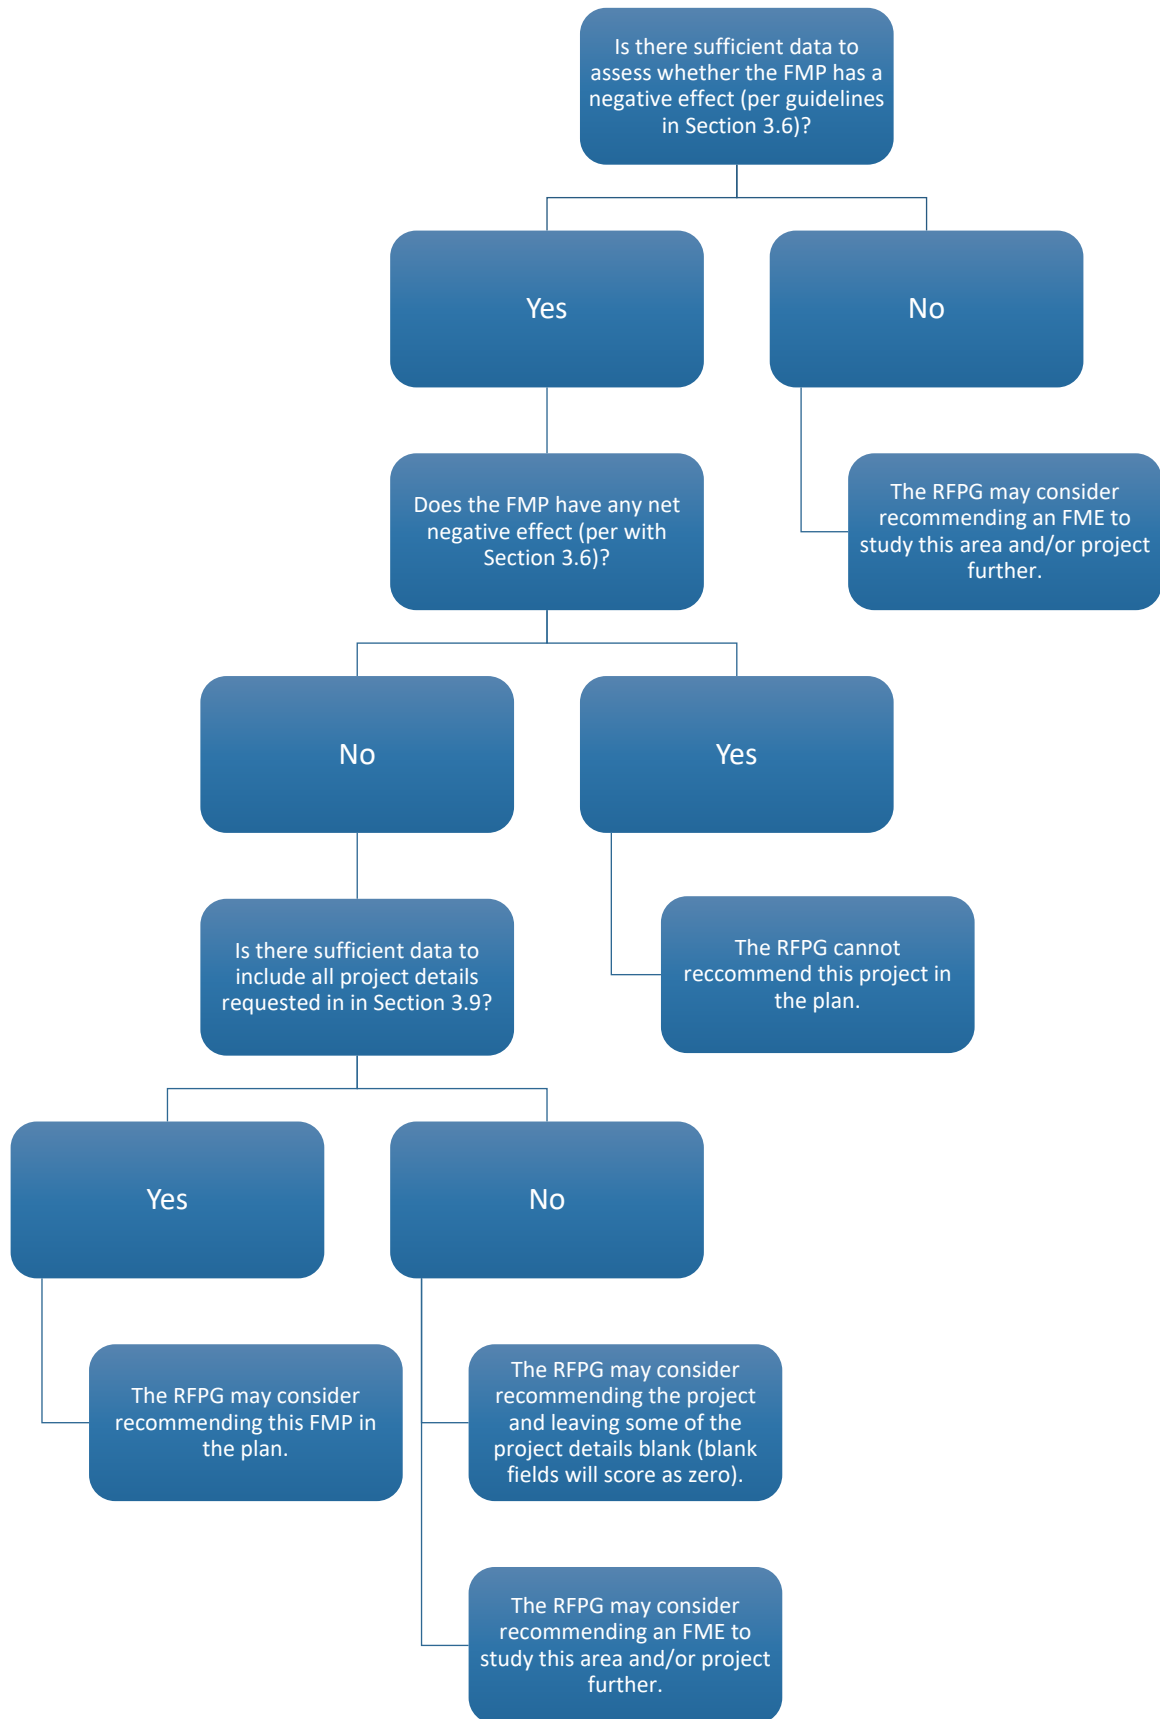 Is there sufficient data to
assess whether the FMP has a
negative effect (per guidelines
in Section 3.6)?
Yes
No
Does the FMP have any net
negative effect (per with
Section 3.6)?
The RFPG may consider
recommending an FME to
study this area and/or project
further.
No
Yes
Is there sufficient data to
include all project details
requested in in Section 3.9?
The RFPG cannot
reccommend this project in
the plan.
Yes
No
The RFPG may consider
recommending this FMP in
the plan.
The RFPG may consider
recommending the project
and leaving some of the
project details blank (blank
fields will score as zero).
The RFPG may consider
recommending an FME to
study this area and/or project
further.